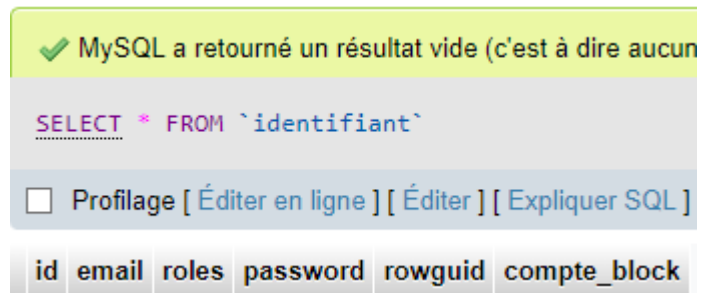 MySQL a retourné un résultat vide (c'est à dire aucun
SELECT * FROM `identifiant`
Profilage [ Éditer en ligne ] [ Éditer ] [ Expliquer SQL ]
id email roles password rowguid compte_block